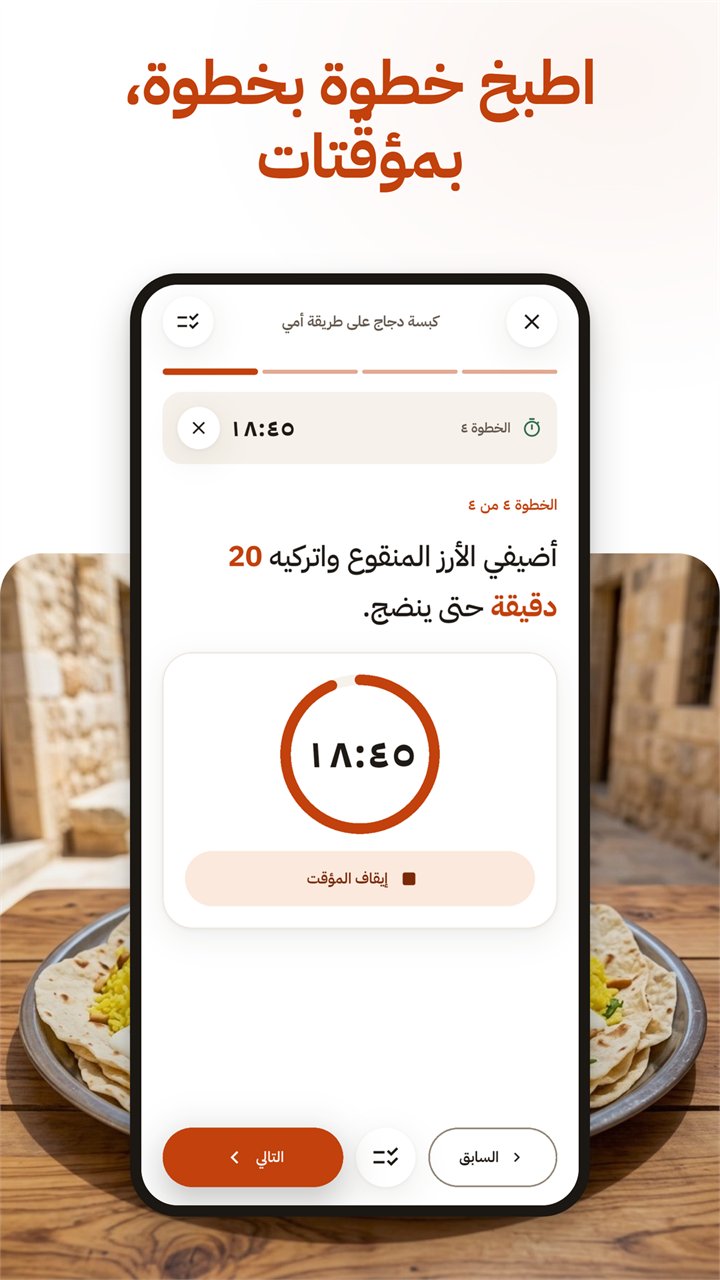 اطبخ خطوة بخطوة،
بمؤقّتات
كبسة دجاج على طريقة أمي
الخطوة ٤
١٨:٤٥
الخطوة ٤ من ٤
أضيفي الأرز المنقوع واتركيه 20
دقيقة حتى ينضج.
١٨:٤٥
إيقاف المؤقت
السابق
التالي